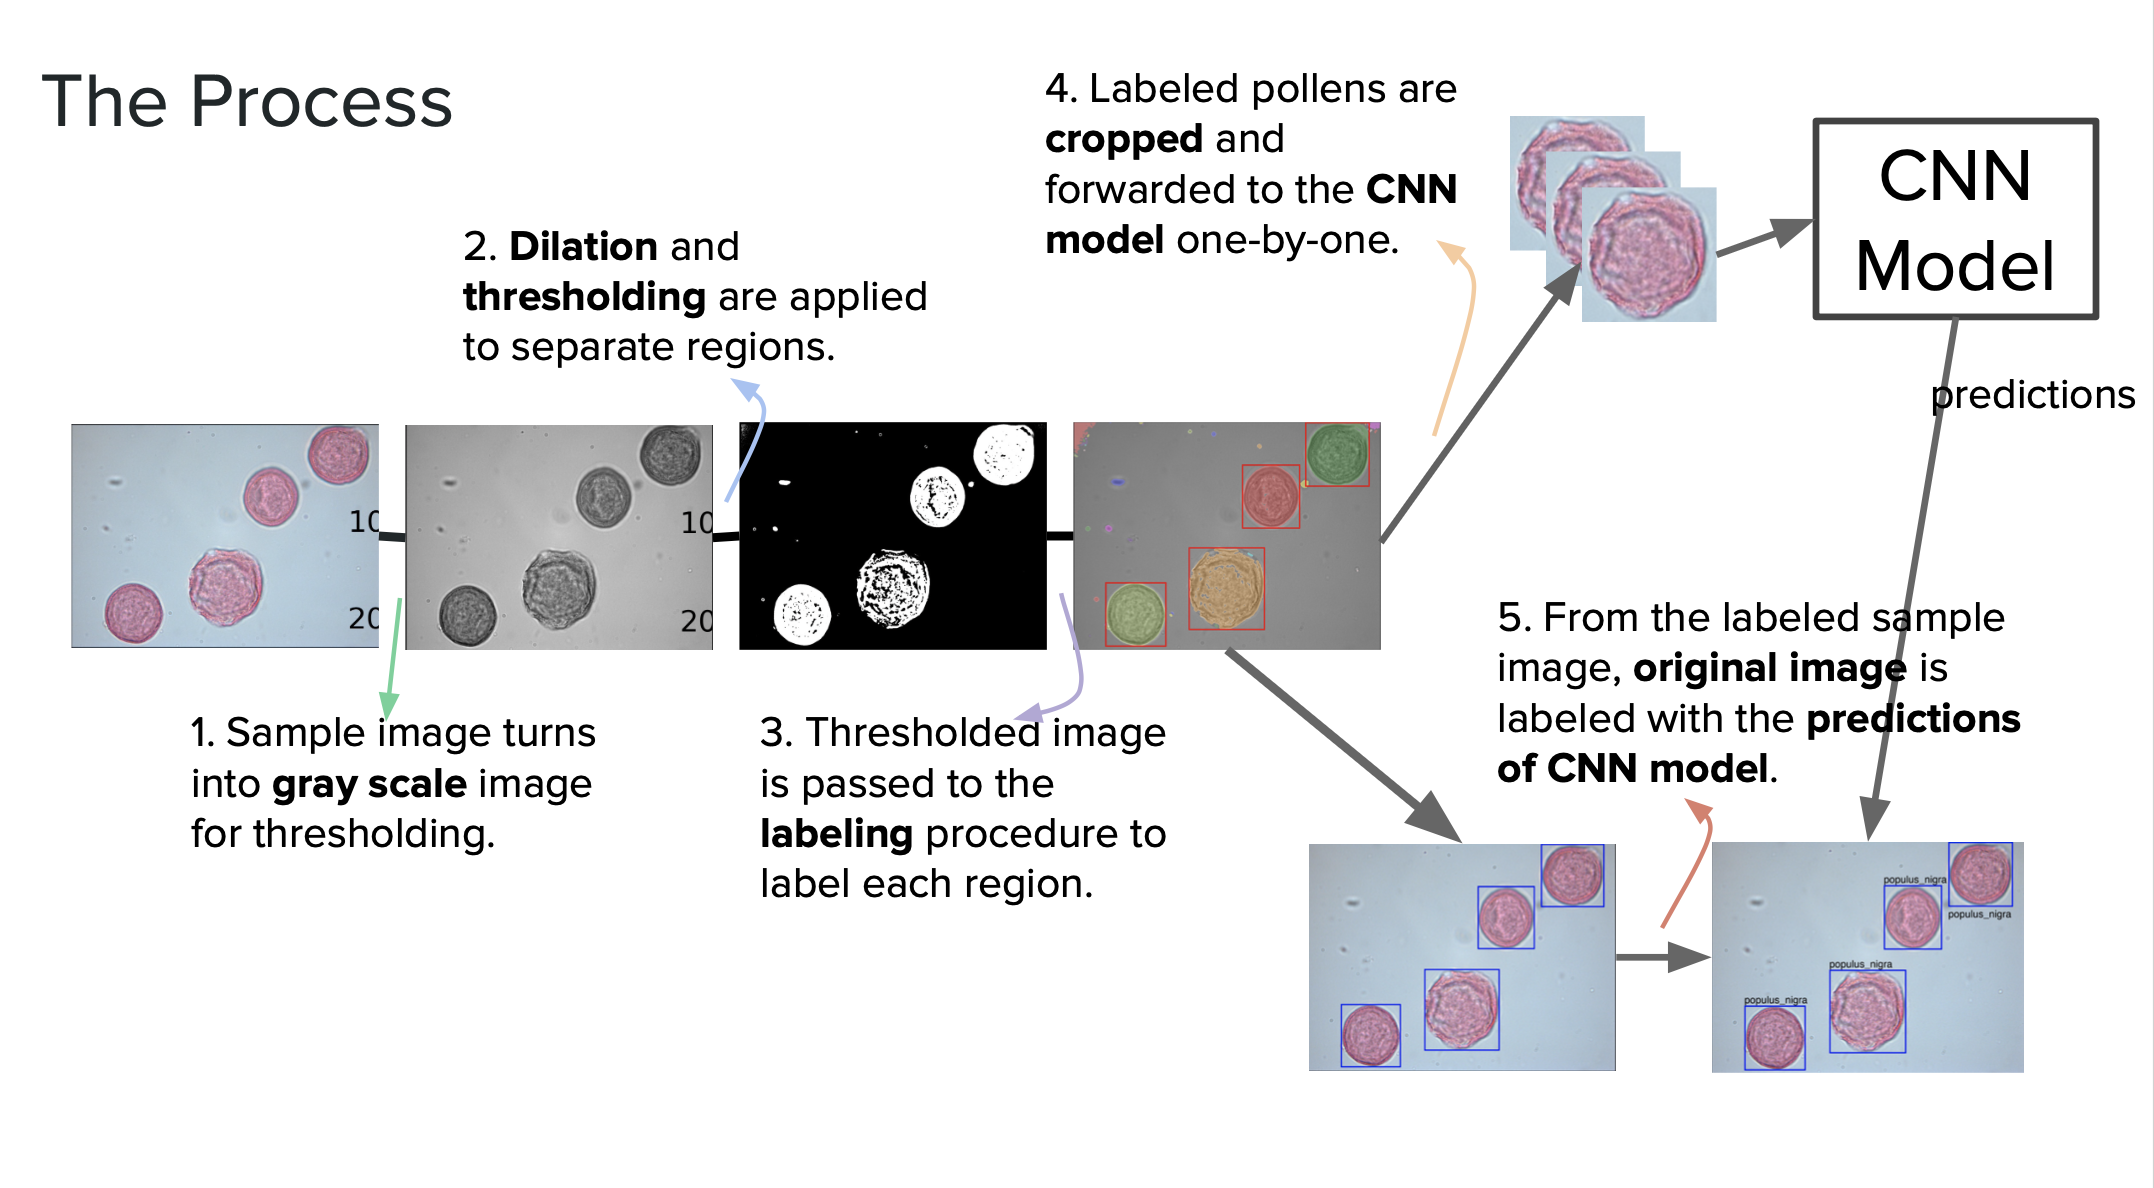 The Process
4. Labeled pollens are
cropped and
forwarded to the CNN
model one-by-one.
CNN
Model
2. Dilation and
thresholding are applied
to separate regions.
predictions
10
20
10
20
1. Sample image turns
into gray scale image
for thresholding.
3. Thresholded image
is passed to the
labeling procedure to
label each region.
5. From the labeled sample
image, original image is
labeled with the predictions
of CNN model.
populus_nigra
populus_nigra
populus_nigra
populus_nigra